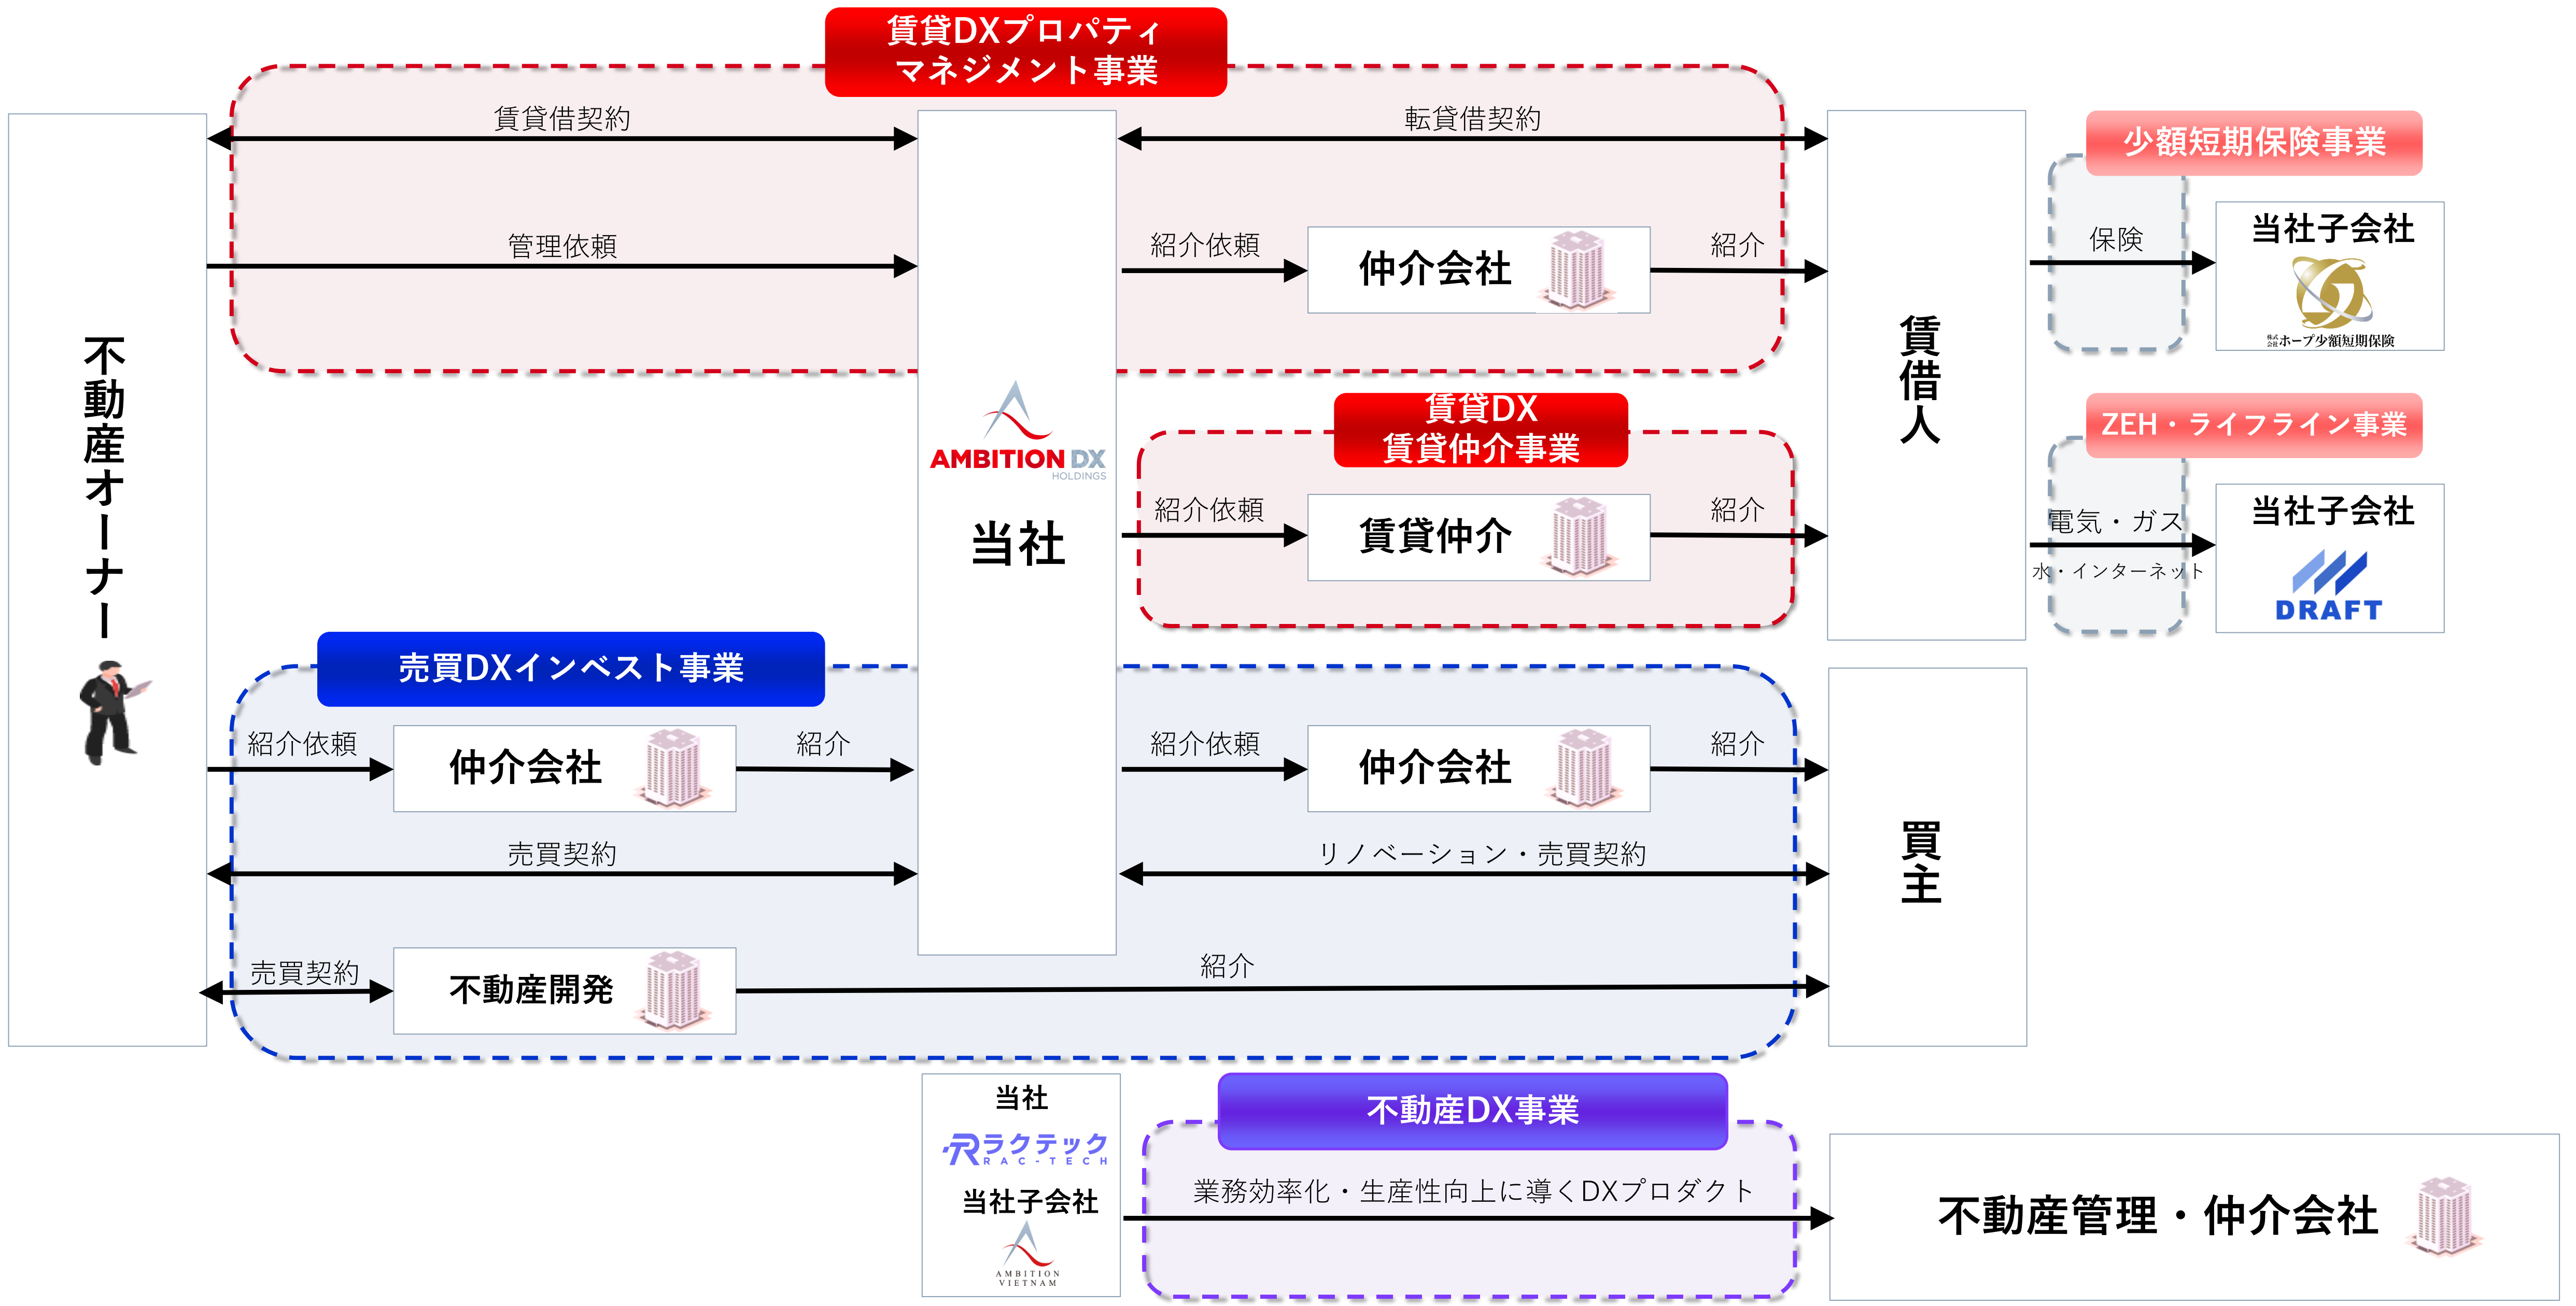 賃貸DXプロパティ
マネジメント事業
賃貸借契約
転貸借契約
管理依頼
紹介依頼
仲介会社
紹介
不動産オーナー
AMBITION DX
HOLDINGS
当社
賃借人
少額短期保険事業
保険
当社子会社
株式会社ホープ少額短期保険
賃貸DX
賃貸仲介事業
紹介依頼
賃貸仲介
紹介
ZEH・ライフライン事業
電気・ガス
水・インターネット
当社子会社
DRAFT
売買DXインベスト事業
紹介依頼
仲介会社
紹介
紹介依頼
仲介会社
紹介
売買契約
リノベーション・売買契約
買主
売買契約
不動産開発
紹介
当社
ラクテック
RAC-TECH
当社子会社
AMBITION
VIETNAM
不動産DX事業
業務効率化・生産性向上に導くDXプロダクト
不動産管理・仲介会社